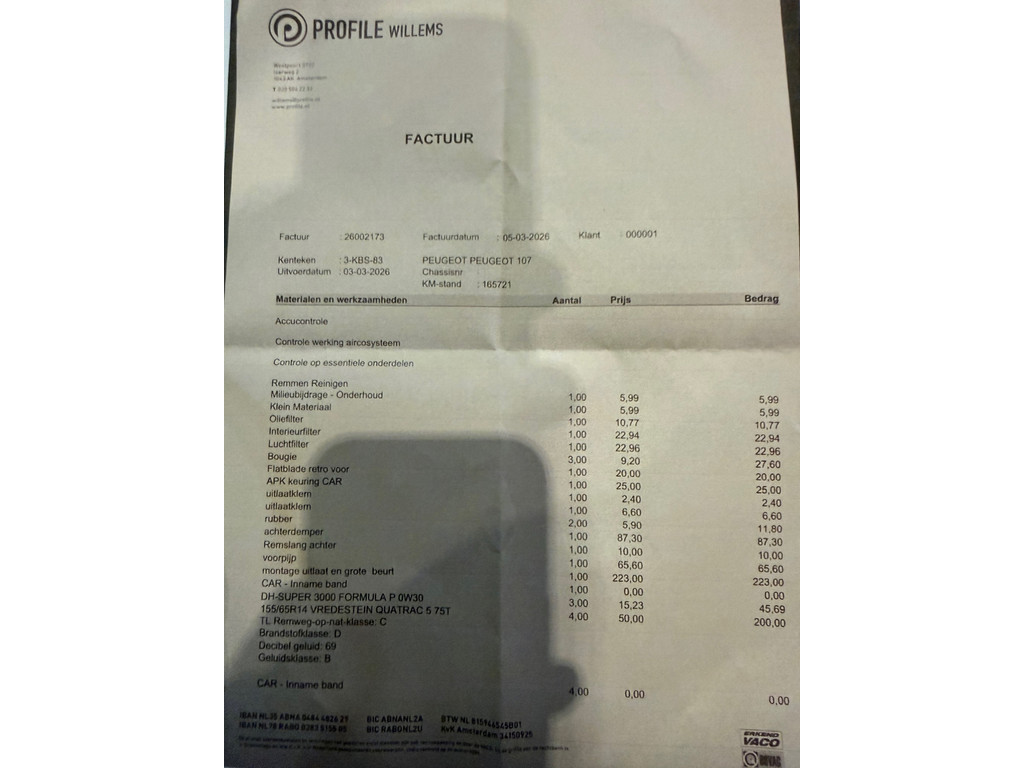 PROFILE WILLEMS
Amsterdam
www.profile.nl
FACTUUR
Factuur : 26002173 Factuurdatum : 05-03-2026 Klant : 000001
Kenteken : 3-KBS-83 PEUGEOT PEUGEOT 107
Uitvoerdatum : 03-03-2026 Chassisnr
KM-stand : 165721
Materialen en werkzaamheden Aantal Prijs Bedrag
Accucontrole
Controle werking aircosysteem
Controle op essentiele onderdelen
Remmen Reinigen
Milieubijdrage - Onderhoud 1,00 5,99 5,99
Klein Materiaal 1,00 5,99 5,99
Oliefilter 1,00 10,77 10,77
Interieurfilter 1,00 22,94 22,94
Luchtfilter 1,00 22,96 22,96
Bougie 3,00 9,20 27,60
Flatblade retro voor 1,00 20,00 20,00
APK keuring CAR 1,00 25,00 25,00
uitlaatklem 1,00 2,40 2,40
uitlaatklem 1,00 6,60 6,60
rubber 2,00 5,90 11,80
achterdemper 1,00 87,30 87,30
Remslang achter 1,00 10,00 10,00
voorpijp 1,00 65,60 65,60
montage uitlaat en grote beurt 1,00 223,00 223,00
CAR - Inname band 1,00 0,00 0,00
DH-SUPER 3000 FORMULA P 0W30 3,00 15,23 45,69
155/65R14 VREDESTEIN QUATRAC 5 75T 4,00 50,00 200,00
TL Remweg-op-nat-klasse: C
Brandstofklasse: D
Decibel geluid: 69
Geluidsklasse: B
CAR - Inname band 4,00 0,00 0,00
BIC ABNANL2A
BIC RABONL2U KvK Amsterdam 34150925
ERKEND
VACO